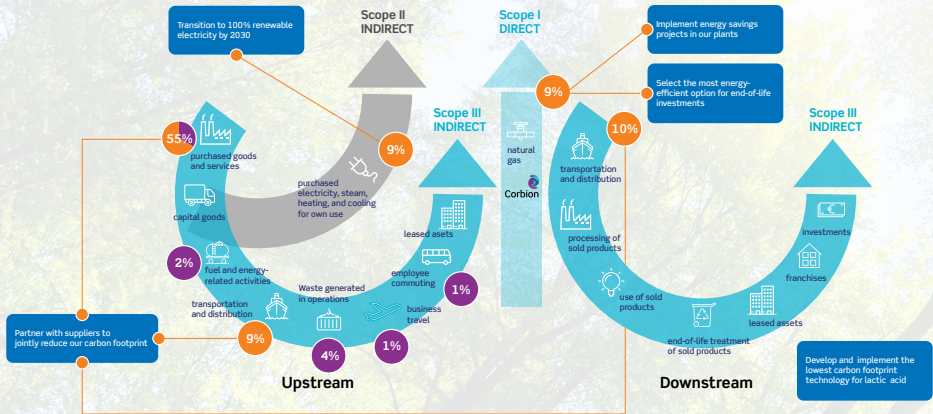 Transition to 100% renewable
electricity by 2030
Scope II
INDIRECT
Scope I
DIRECT
Implement energy savings
projects in our plants
Select the most energy-
efficient option for end-of-life
investments
Scope III
INDIRECT
Scope III
INDIRECT
55%
purchased goods
and services
9%
9%
10%
natural
gas
Corbion
transportation
and distribution
purchased
electricity, steam,
heating, and cooling
for own use
capital goods
leased asets
investments
processing of
sold products
2%
fuel and energy-
related activities
employee
commuting
1%
franchises
transportation
and distribution
Waste generated
in operations
business
travel
use of sold
products
leased assets
Partner with suppliers to
jointly reduce our carbon footprint
9%
4%
1%
end-of-life treatment
of sold products
Develop and implement the
lowest carbon footprint
technology for lactic acid
Upstream
Downstream